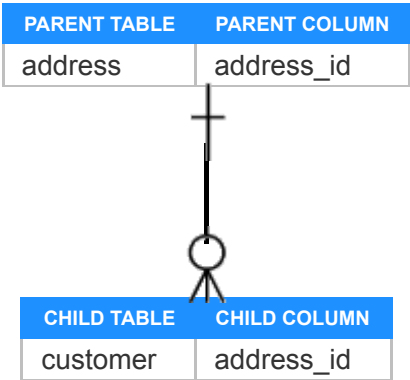 PARENT TABLE PARENT COLUMN
address address_id
CHILD TABLE CHILD COLUMN
customer address_id